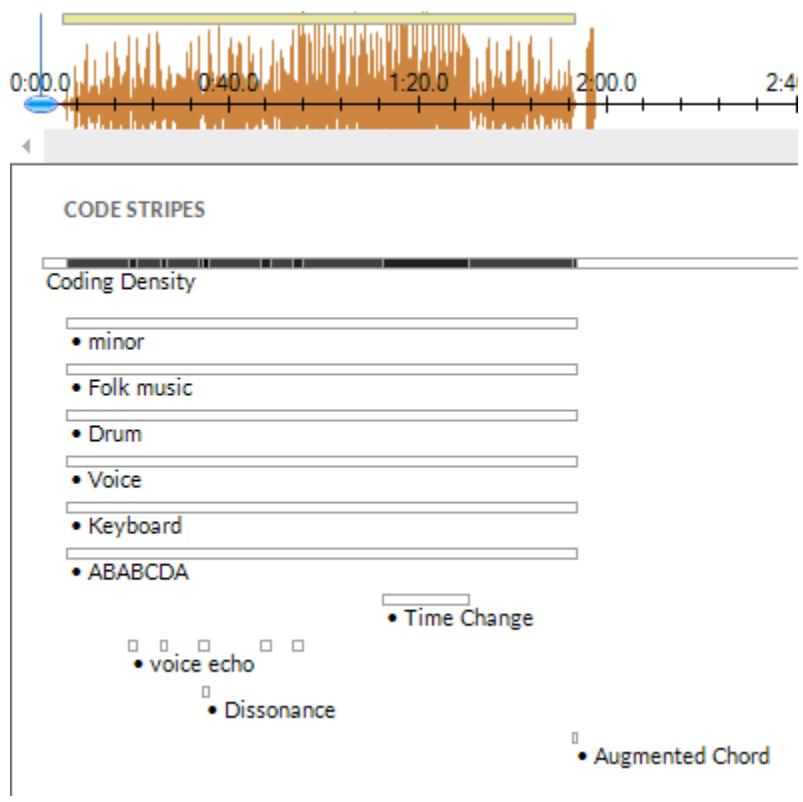 0:00.0 0:40.0 1:20.0 2:00.0
CODE STRIPES
Coding Density
• minor
• Folk music
• Drum
• Voice
• Keyboard
• ABABCDA
• Time Change
• voice echo
• Dissonance
• Augmented Chord